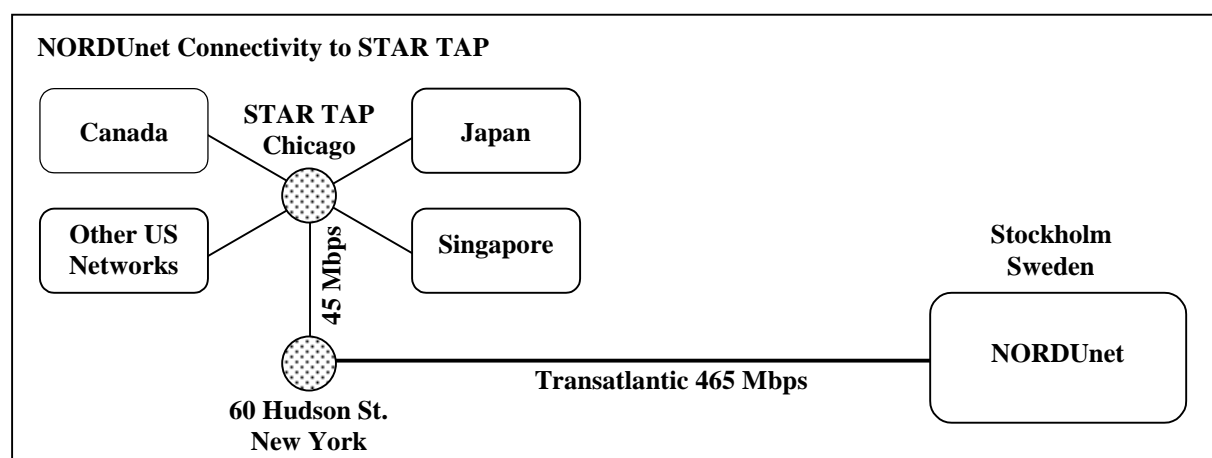 NORDUnet Connectivity to STAR TAP
Canada
STAR TAP
Chicago
Japan
Other US
Networks
Singapore
45 Mbps
Stockholm
Sweden
NORDUnet
Transatlantic 465 Mbps
60 Hudson St.
New York